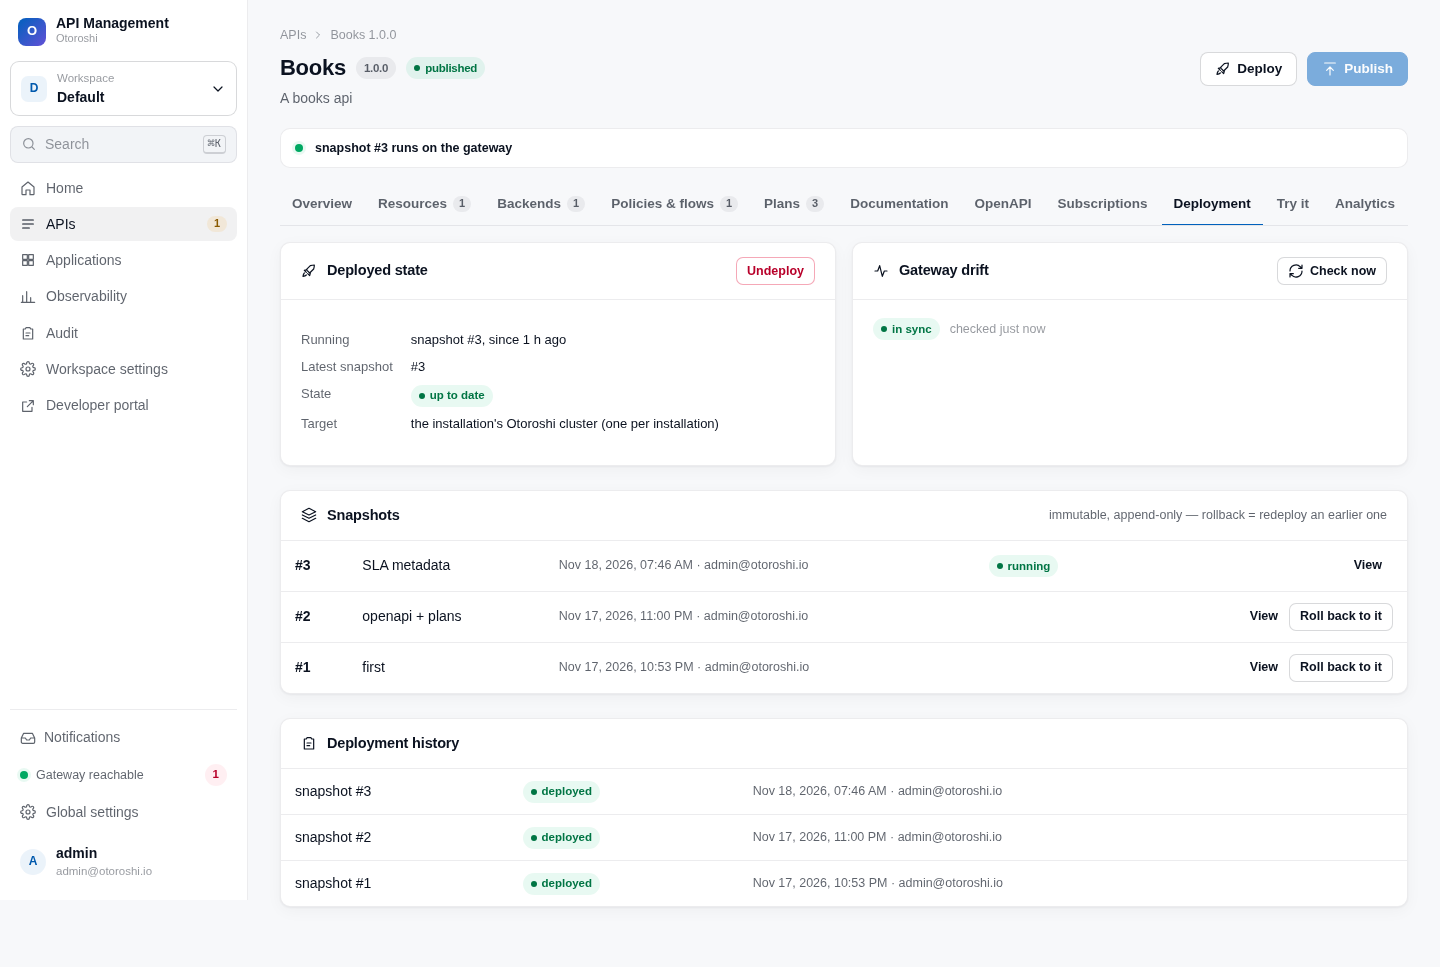 O
API Management
Otoroshi
D
Workspace
Default
Search
⌘K
Home
APIs
1
Applications
Observability
Audit
Workspace settings
Developer portal
Notifications
Gateway reachable
1
Global settings
A
admin
admin@otoroshi.io
APIs > Books 1.0.0
Books 1.0.0 published
Deploy
Publish
A books api
snapshot #3 runs on the gateway
Overview Resources 1 Backends 1 Policies & flows 1 Plans 3 Documentation OpenAPI Subscriptions Deployment Try it Analytics
Deployed state
Undeploy
Running snapshot #3, since 1 h ago
Latest snapshot #3
State up to date
Target the installation's Otoroshi cluster (one per installation)
Gateway drift
Check now
in sync checked just now
Snapshots
immutable, append-only — rollback = redeploy an earlier one
#3 SLA metadata Nov 18, 2026, 07:46 AM · admin@otoroshi.io running View
#2 openapi + plans Nov 17, 2026, 11:00 PM · admin@otoroshi.io View Roll back to it
#1 first Nov 17, 2026, 10:53 PM · admin@otoroshi.io View Roll back to it
Deployment history
snapshot #3 deployed Nov 18, 2026, 07:46 AM · admin@otoroshi.io
snapshot #2 deployed Nov 17, 2026, 11:00 PM · admin@otoroshi.io
snapshot #1 deployed Nov 17, 2026, 10:53 PM · admin@otoroshi.io